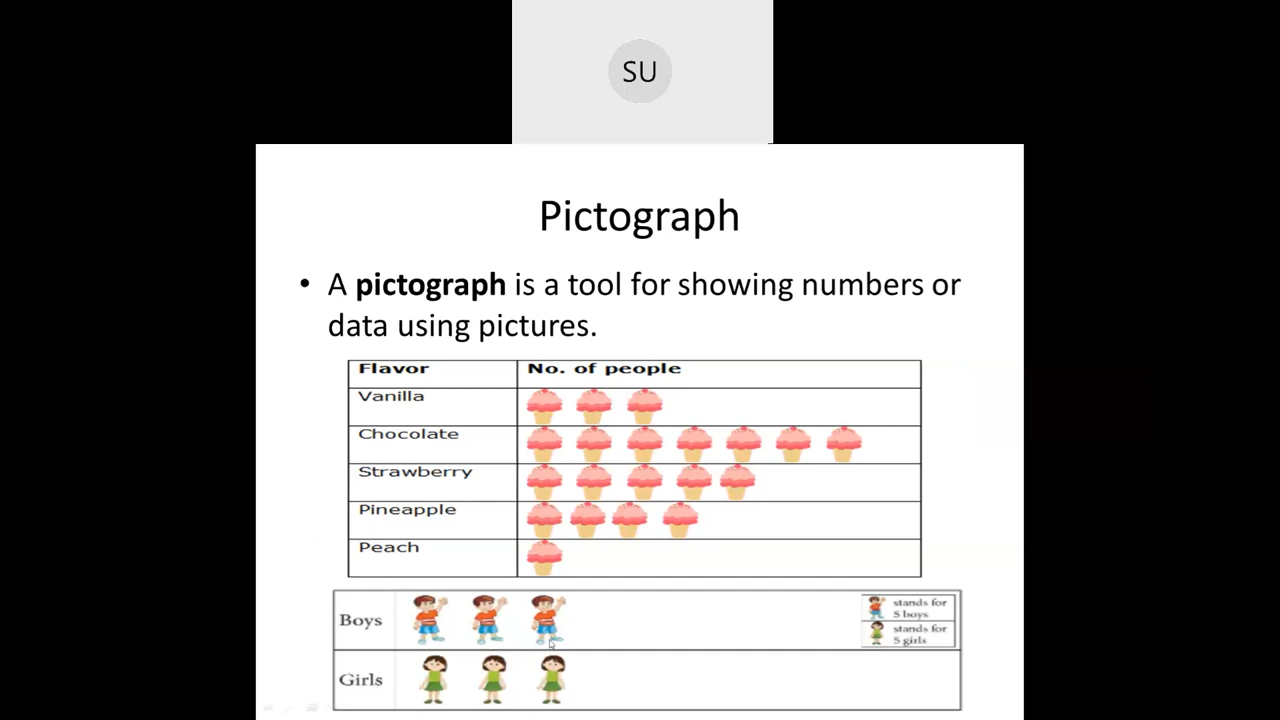 SU
Pictograph
• A pictograph is a tool for showing numbers or
data using pictures.
Flavor No. of people
Vanilla
Chocolate
Strawberry
Pineapple
Peach
Boys
stands for
5 boys
stands for
5 girls
Girls